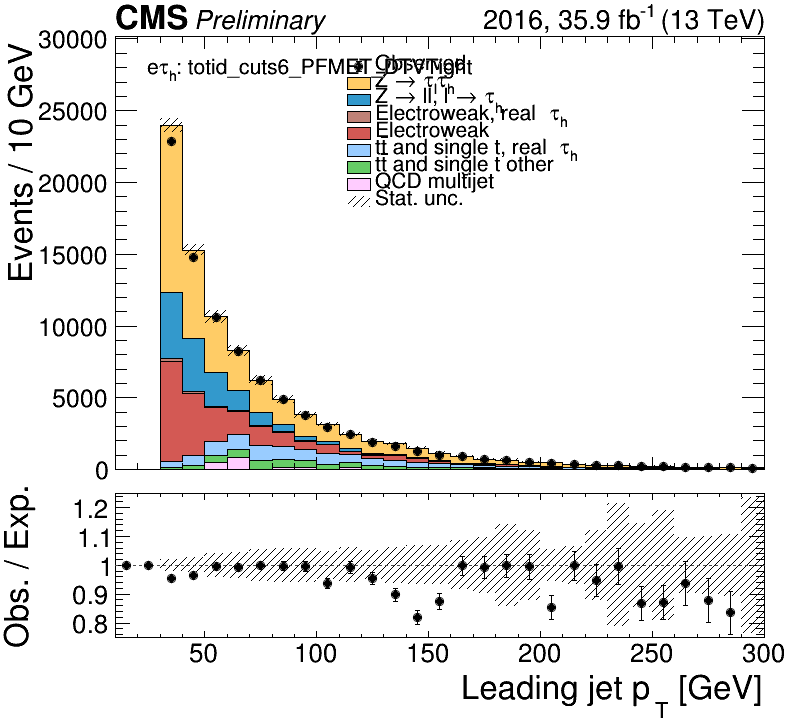 CMS Preliminary 2016, 35.9 fb-1 (13 TeV)
Events / 10 GeV
30000
25000
20000
15000
10000
5000
0
eτh: totid_cuts6_PFMET_DTVTight
Observed
Z → ττh
Z → ll, l → τh
Electroweak, real τh
Electroweak
tt̄ and single t, real τh
tt̄ and single t other
QCD multijet
Stat. unc.
Obs. / Exp.
1.2
1.1
1
0.9
0.8
50 100 150 200 250 300
Leading jet pT [GeV]